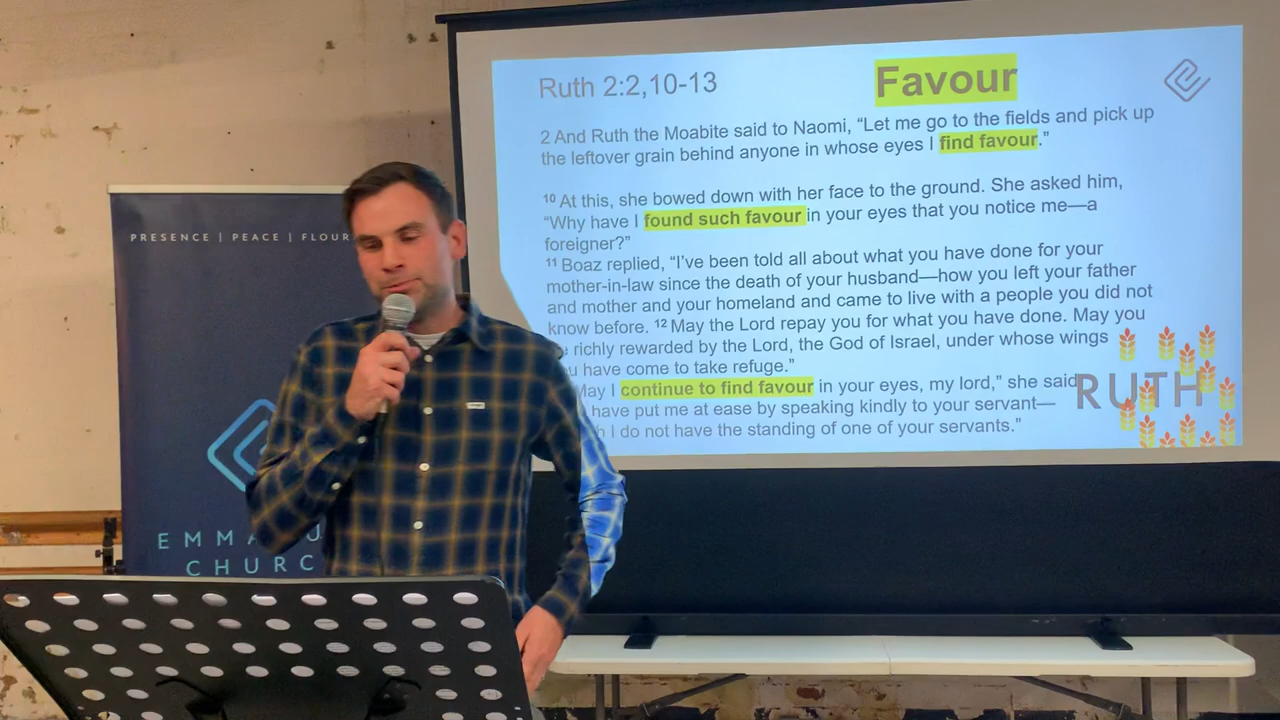 PRESENCE | PEACE | FLOUR
EMMA U
CHURC
Ruth 2:2,10-13
Favour
2 And Ruth the Moabite said to Naomi, “Let me go to the fields and pick up
the leftover grain behind anyone in whose eyes I find favour.”
10 At this, she bowed down with her face to the ground. She asked him,
“Why have I found such favour in your eyes that you notice me—a
foreigner?”
11 Boaz replied, “I’ve been told all about what you have done for your
mother-in-law since the death of your husband—how you left your father
and mother and your homeland and came to live with a people you did not
know before. 12 May the Lord repay you for what you have done. May you
richly rewarded by the Lord, the God of Israel, under whose wings
have come to take refuge.”
May I continue to find favour in your eyes, my lord,” she said
have put me at ease by speaking kindly to your servant—
I do not have the standing of one of your servants.”
RUTH